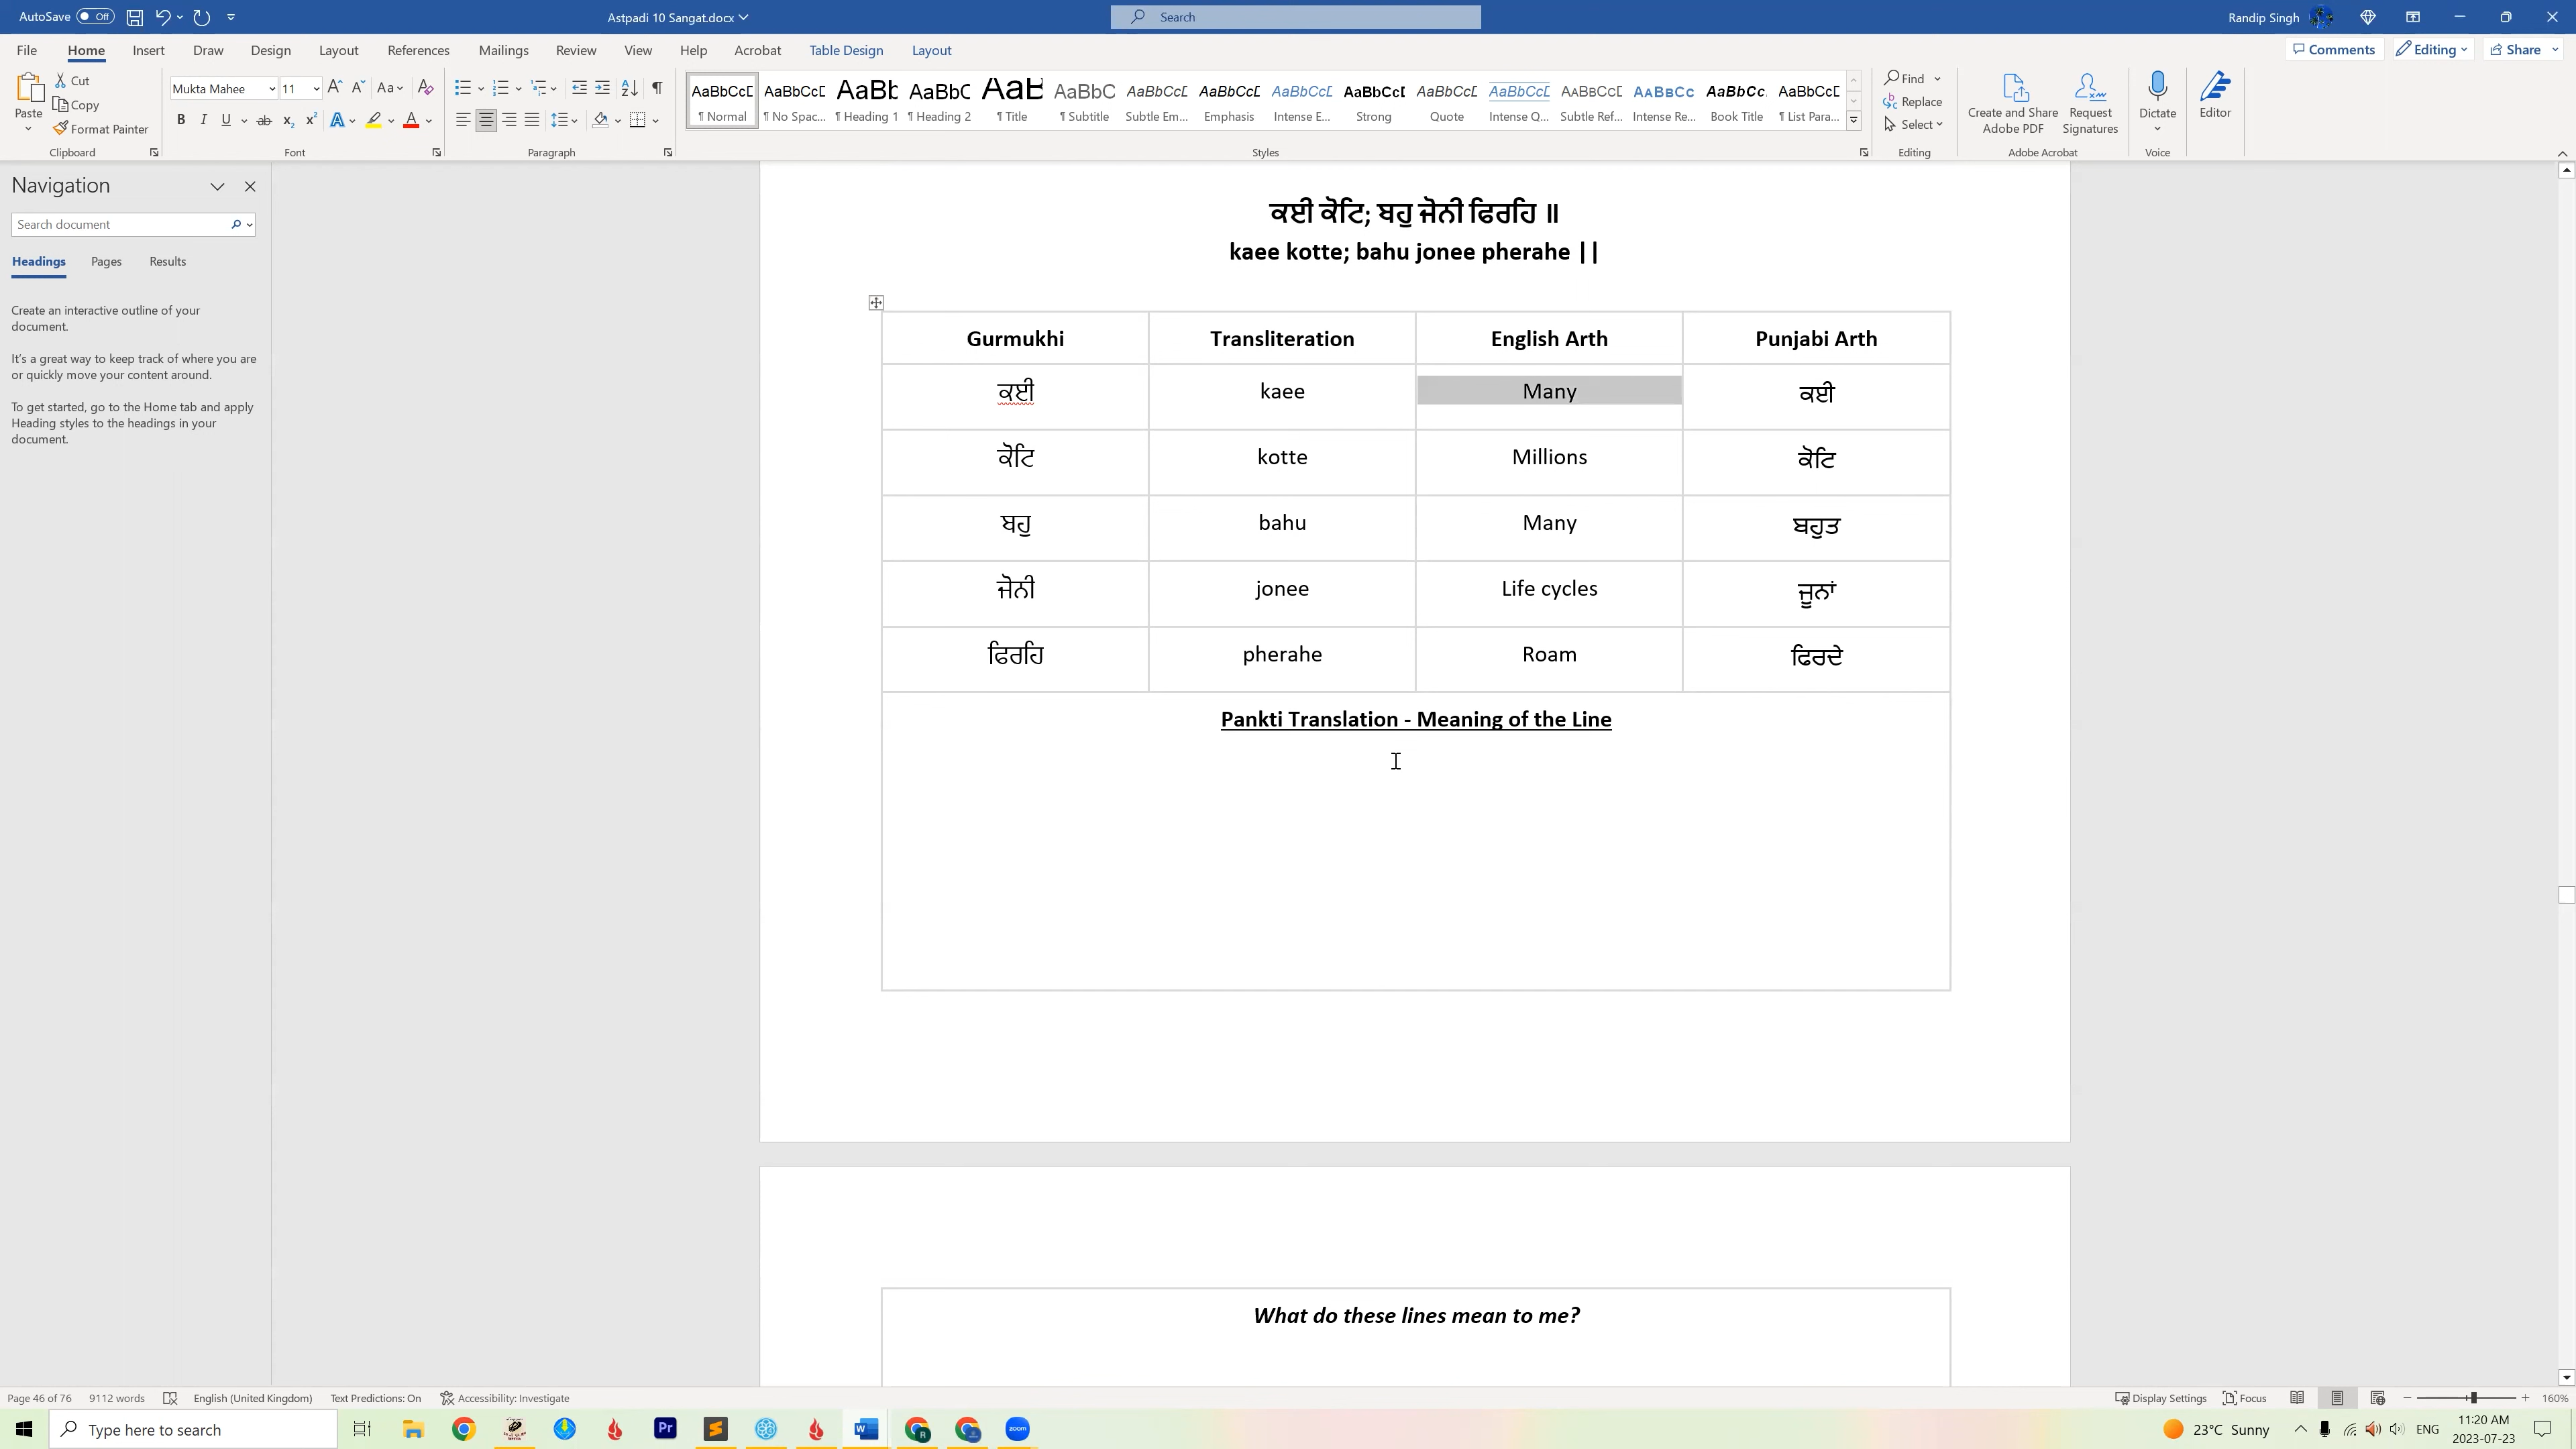 AutoSave Off
Astpadi 10 Sangat.docx
Search
Randip Singh
File Home Insert Draw Design Layout References Mailings Review View Help Acrobat Table Design Layout
Comments Editing Share
Paste
Cut
Copy
Format Painter
Clipboard
Mukta Mahee 11
Font
Paragraph
AaBbCcD AaBbCcD AaBb AaBbC AaB AaBbC AaBbCcD AaBbCcD AaBbCcD AaBbCcD AaBbCcD AaBbCcD AaBbCcD AaBbCc AaBbCc AaBbCcD
¶ Normal ¶ No Spac... ¶ Heading 1 ¶ Heading 2 ¶ Title ¶ Subtitle Subtle Em... Emphasis Intense E... Strong Quote Intense Q... Subtle Ref... Intense Re... Book Title ¶ List Para...
Styles
Find
Replace
Select
Editing
Create and Share Adobe PDF
Request Signatures
Adobe Acrobat
Dictate
Voice
Editor
Navigation
Search document
Headings Pages Results
Create an interactive outline of your
document.
It's a great way to keep track of where you are
or quickly move your content around.
To get started, go to the Home tab and apply
Heading styles to the headings in your
document.
ਕਈ ਕੋਟਿ; ਬਹੁ ਜੋਨੀ ਫਿਰਹਿ ॥
kaee kotte; bahu jonee pherahe ||
Gurmukhi Transliteration English Arth Punjabi Arth
ਕਈ kaee Many ਕਈ
ਕੋਟਿ kotte Millions ਕੋਟਿ
ਬਹੁ bahu Many ਬਹੁਤ
ਜੋਨੀ jonee Life cycles ਜੂਨਾਂ
ਫਿਰਹਿ pherahe Roam ਫਿਰਦੇ
Pankti Translation - Meaning of the Line
What do these lines mean to me?
Page 46 of 76 9112 words English (United Kingdom) Text Predictions: On Accessibility: Investigate
Display Settings Focus 160%
Type here to search
23°C Sunny
ENG
11:20 AM
2023-07-23